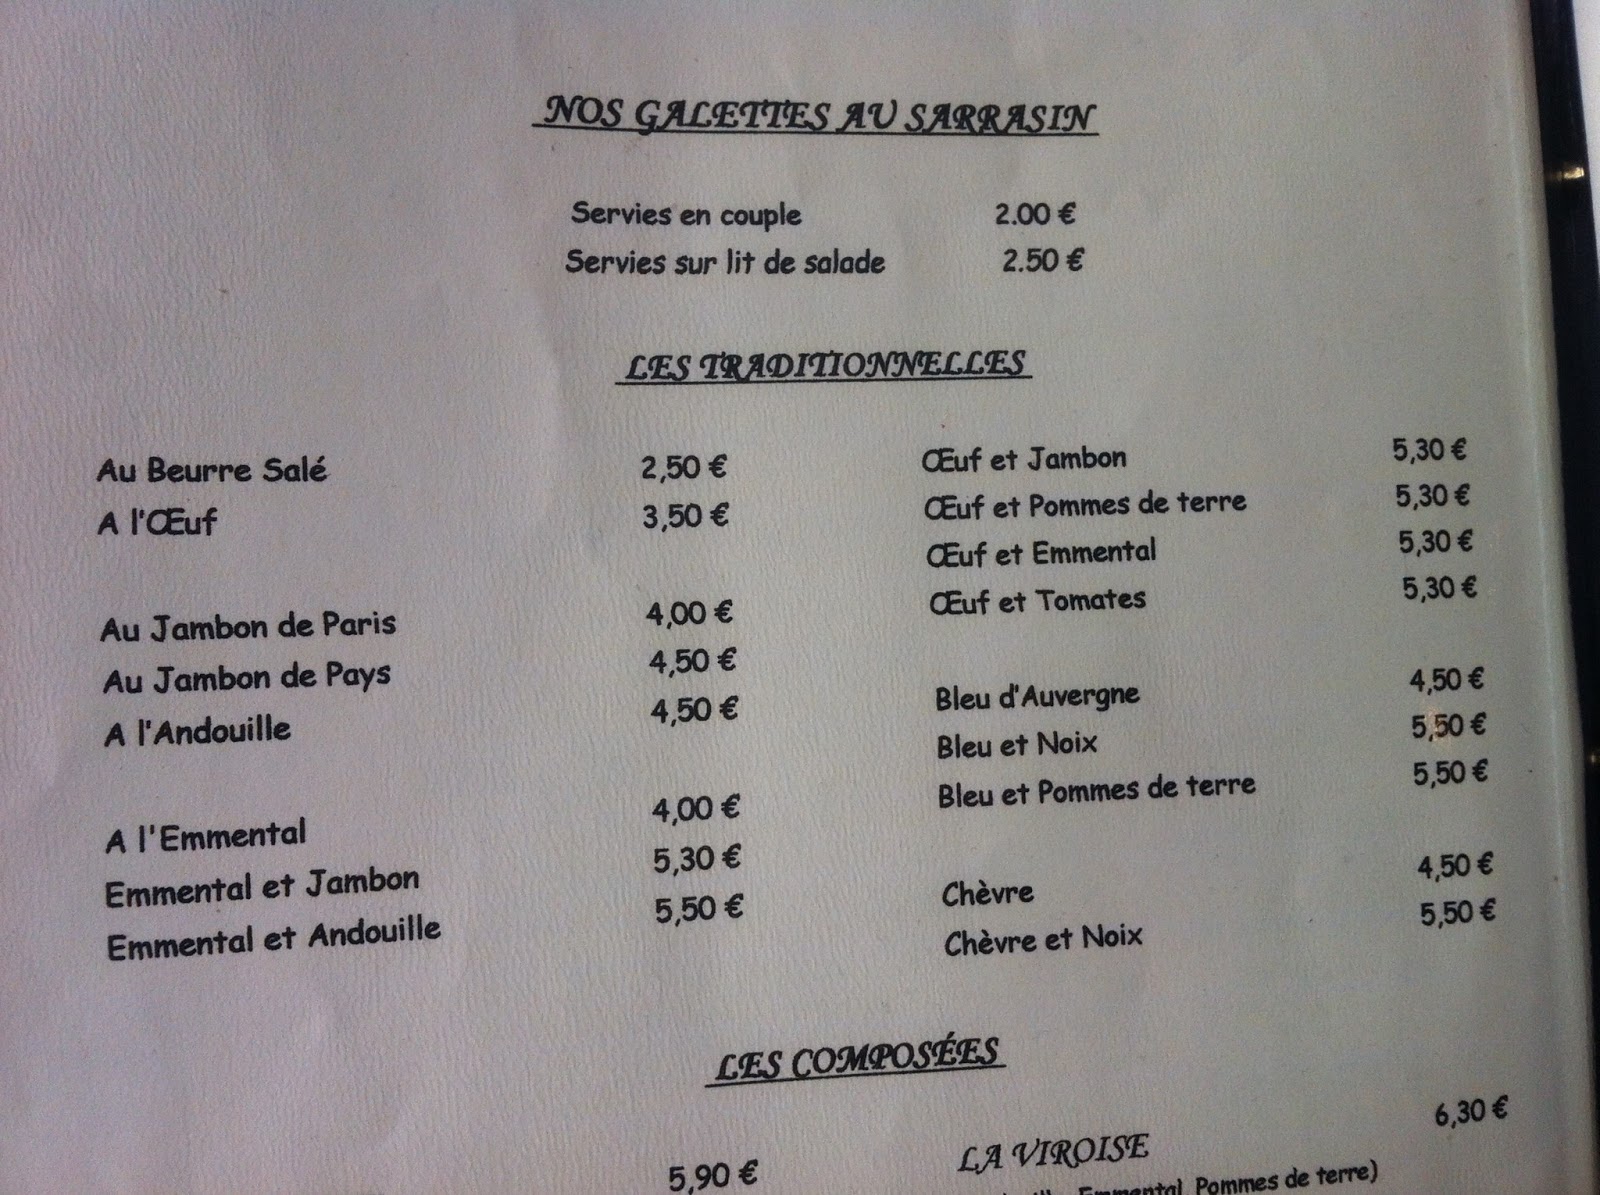 NOS GALETTES AU SARRASIN
Servies en couple 2.00 €
Servies sur lit de salade 2.50 €
LES TRADITIONNELLES
Au Beurre Salé 2,50 €
A l'Œuf 3,50 €
Au Jambon de Paris 4,00 €
Au Jambon de Pays 4,50 €
A l'Andouille 4,50 €
A l'Emmental 4,00 €
Emmental et Jambon 5,30 €
Emmental et Andouille 5,50 €
Œuf et Jambon 5,30 €
Œuf et Pommes de terre 5,30 €
Œuf et Emmental 5,30 €
Œuf et Tomates 5,30 €
Bleu d'Auvergne 4,50 €
Bleu et Noix 5,50 €
Bleu et Pommes de terre 5,50 €
Chèvre 4,50 €
Chèvre et Noix 5,50 €
LES COMPOSÉES
5,90 €
LA VIROISE 6,30 €
Emmental, Pommes de terre)